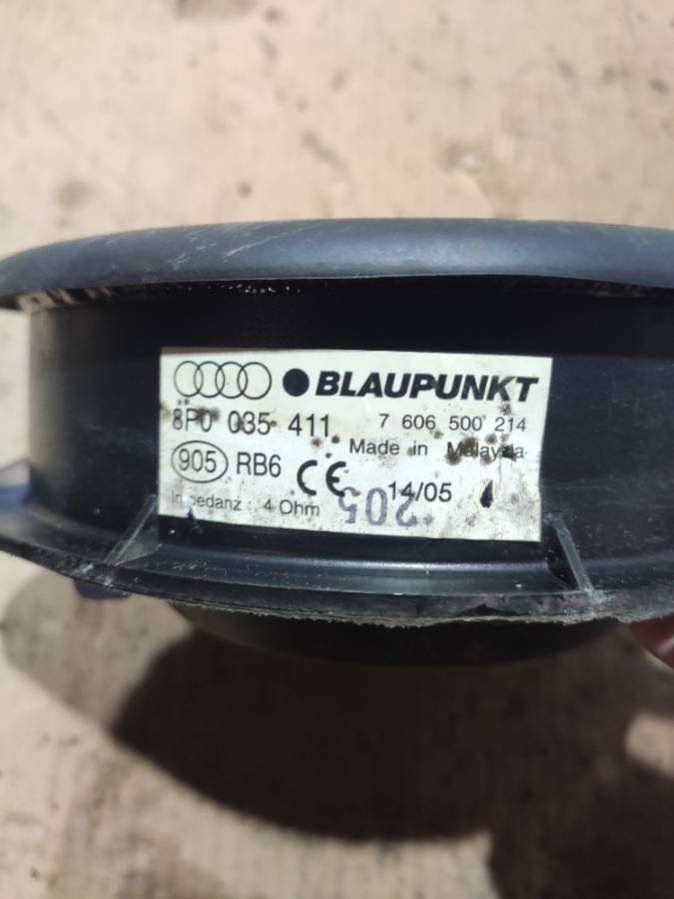 BLAUPUNKT
8P0 035 411 7 606 500 214
Made in Malaysia
905 RB6 CE 14/05
Impedanz : 4 Ohm 205